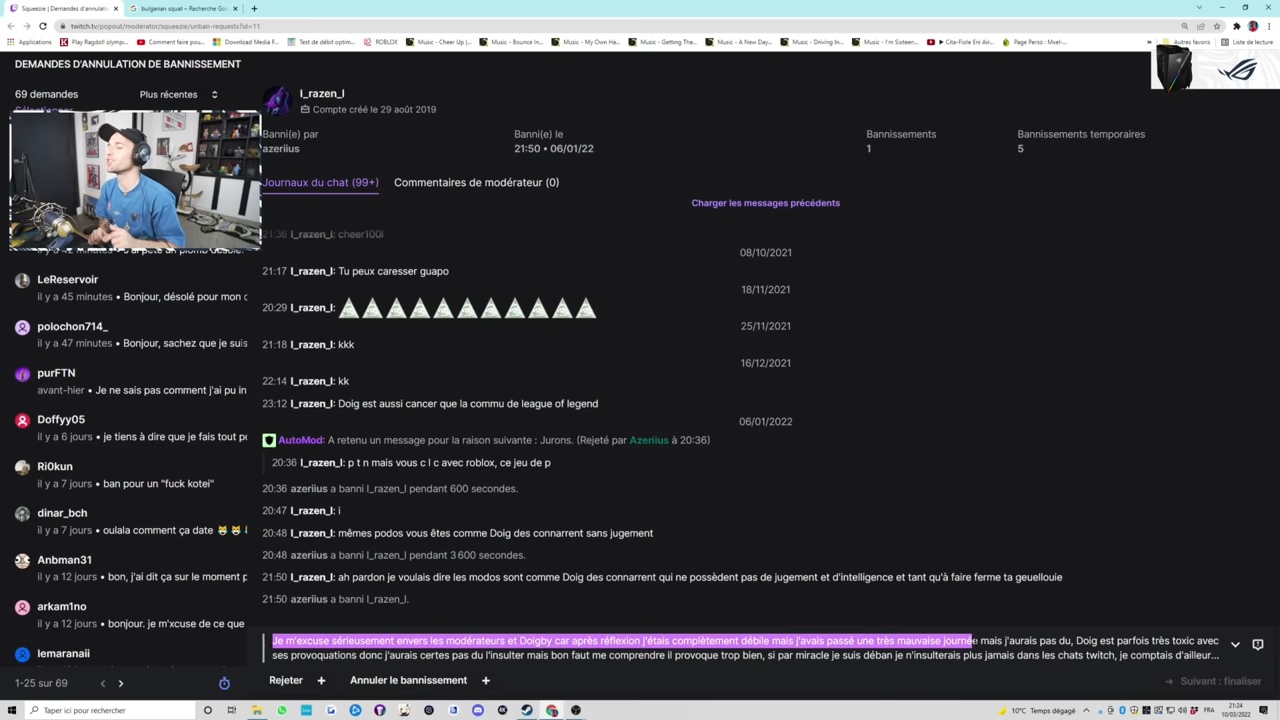 Squeezie | Demandes d'annulatio
bulgarian squat - Recherche Goo
twitch.tv/popout/moderator/squeezie/unban-requests?id=11
Applications
Play Ragdoll olympi...
Comment faire pou...
Download Media F...
Test de débit optim...
ROBLOX
Music - Cheer Up (...
Music - Bounce In...
Music - My Own Ha...
Music - Getting The...
Music - A New Day...
Music - Driving In...
Music - I'm Sixteen...
Cita-Fiole Eni Air...
Page Perso : Mxel-...
Autres favoris
Liste de lecture
DEMANDES D'ANNULATION DE BANNISSEMENT
69 demandes
Plus récentes
Sélectionner
l_razen_l
Compte créé le 29 août 2019
Banni(e) par
azeriius
Banni(e) le
21:50 • 06/01/22
Bannissements
1
Bannissements temporaires
5
Journaux du chat (99+)
Commentaires de modérateur (0)
Charger les messages précédents
21:36 l_razen_l: cheer100l
08/10/2021
21:17 l_razen_l: Tu peux caresser guapo
18/11/2021
20:29 l_razen_l:
25/11/2021
21:18 l_razen_l: kkk
16/12/2021
22:14 l_razen_l: kk
23:12 l_razen_l: Doig est aussi cancer que la commu de league of legend
06/01/2022
AutoMod: A retenu un message pour la raison suivante : Jurons. (Rejeté par Azeriius à 20:36)
20:36 l_razen_l: p t n mais vous c l c avec roblox, ce jeu de p
20:36 azeriius a banni l_razen_l pendant 600 secondes.
20:47 l_razen_l: i
20:48 l_razen_l: mêmes podos vous êtes comme Doig des connarrent sans jugement
20:48 azeriius a banni l_razen_l pendant 3 600 secondes.
21:50 l_razen_l: ah pardon je voulais dire les modos sont comme Doig des connarrent qui ne possèdent pas de jugement et d'intelligence et tant qu'à faire ferme ta geuellouie
21:50 azeriius a banni l_razen_l.
il y a 42 minutes • J'ai pété un plomb désolé.
LeReservoir
il y a 45 minutes • Bonjour, désolé pour mon c
polochon714_
il y a 47 minutes • Bonjour, sachez que je suis
purFTN
avant-hier • Je ne sais pas comment j'ai pu in
Doffyy05
il y a 6 jours • je tiens à dire que je fais tout po
Ri0kun
il y a 7 jours • ban pour un "fuck kotei"
dinar_bch
il y a 7 jours • oulala comment ça date
Anbman31
il y a 12 jours • bon, j'ai dit ça sur le moment p
arkam1no
il y a 12 jours • bonjour. je m'xcuse de ce que
lemaranaii
1-25 sur 69
Je m'excuse sérieusement envers les modérateurs et Doigby car après réflexion j'étais complètement débile mais j'avais passé une très mauvaise journée mais j'aurais pas du, Doig est parfois très toxic avec
ses provoquations donc j'aurais certes pas du l'insulter mais bon faut me comprendre il provoque trop bien, si par miracle je suis déban je n'insulterais plus jamais dans les chats twitch, je comptais d'ailleur...
Rejeter
Annuler le bannissement
Suivant : finaliser
Taper ici pour rechercher
10°C Temps dégagé
FRA
21:24
10/03/2022